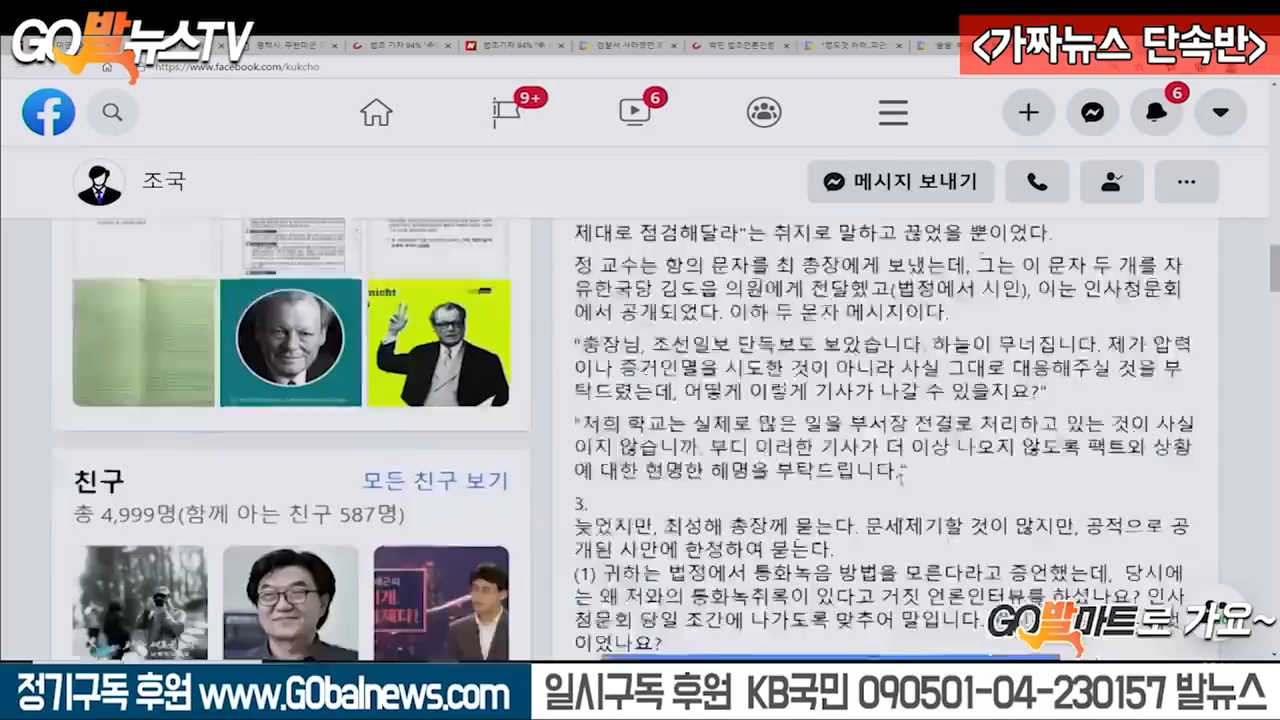 GO발뉴스TV
<가짜뉴스 단속반>
https://www.facebook.com/kukcho
9+
6
6
조국
메시지 보내기
제대로 점검해달라"는 취지로 말하고 끊었을 뿐이었다.
정 교수는 항의 문자를 최 총장에게 보냈는데, 그는 이 문자 두 개를 자
유한국당 김도읍 의원에게 전달했고(법정에서 시인), 이는 인사청문회
에서 공개되었다. 이하 두 문자 메시지이다.
"총장님, 조선일보 단독보도 보았습니다. 하늘이 무너집니다. 제가 압력
이나 증거인멸을 시도한 것이 아니라 사실 그대로 대응해주실 것을 부
탁드렸는데, 어떻게 이렇게 기사가 나갈 수 있을지요?"
"저희 학교는 실제로 많은 일을 부서장 전결로 처리하고 있는 것이 사실
이지 않습니까. 부디 이러한 기사가 더 이상 나오지 않도록 팩트와 상황
에 대한 현명한 해명을 부탁드립니다."
3.
늦었지만, 최성해 총장께 묻는다. 문제제기할 것이 많지만, 공적으로 공
개된 사안에 한정하여 묻는다.
(1) 귀하는 법정에서 통화녹음 방법을 모른다라고 증언했는데, 당시에
는 왜 저와의 통화녹취록이 있다고 거짓 언론인터뷰를 하셨나요? 인사
청문회 당일 조간에 나가도록 맞추어 말입니다.
이었나요?
nicht
친구
모든 친구 보기
총 4,999명(함께 아는 친구 587명)
GO발마트로 가요~
정기구독 후원 www.GObalnews.com
일시구독 후원 KB국민 090501-04-230157 발뉴스